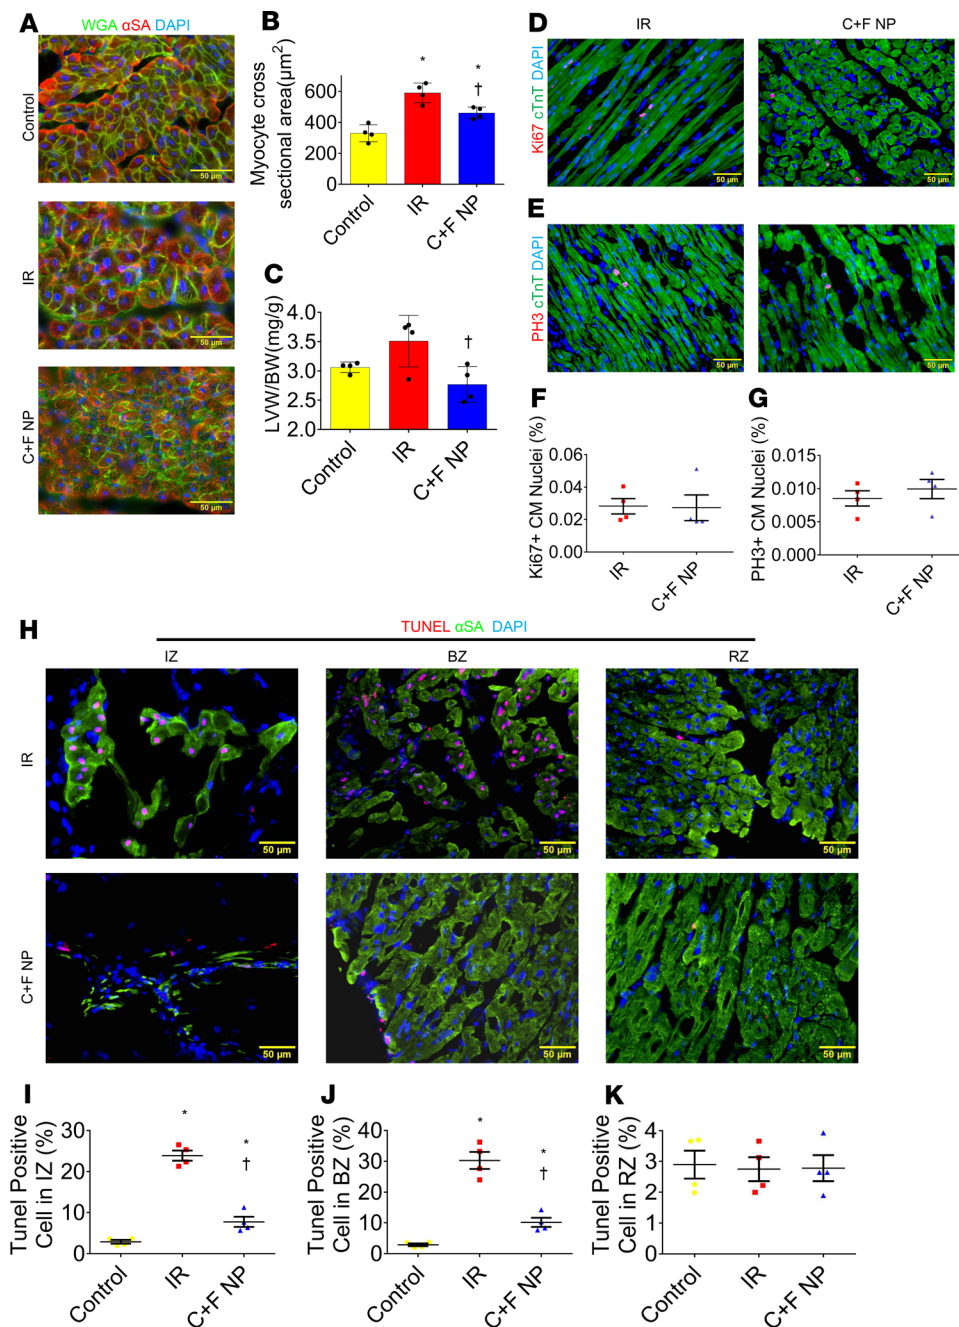 A
WGA αSA DAPI
Control
50 µm
IR
50 µm
C+F NP
50 µm
B
Myocyte cross
sectional area(µm²)
600
400
200
0
*
*
†
Control
IR
C+F NP
C
LVW/BW(mg/g)
4.0
3.5
3.0
2.5
2.0
†
Control
IR
C+F NP
D
IR
C+F NP
Ki67 cTnT DAPI
50 µm
50 µm
E
PH3 cTnT DAPI
50 µm
50 µm
F
Ki67+ CM Nuclei (%)
0.06
0.04
0.02
0.00
IR
C+F NP
G
PH3+ CM Nuclei (%)
0.015
0.010
0.005
0.000
IR
C+F NP
H
TUNEL αSA DAPI
IZ
BZ
RZ
IR
50 µm
50 µm
50 µm
C+F NP
50 µm
50 µm
50 µm
I
Tunel Positive
Cell in IZ (%)
30
20
10
0
*
*
†
Control
IR
C+F NP
J
Tunel Positive
Cell in BZ (%)
40
30
20
10
0
*
*
†
Control
IR
C+F NP
K
Tunel Positive
Cell in RZ (%)
4
3
2
1
0
Control
IR
C+F NP